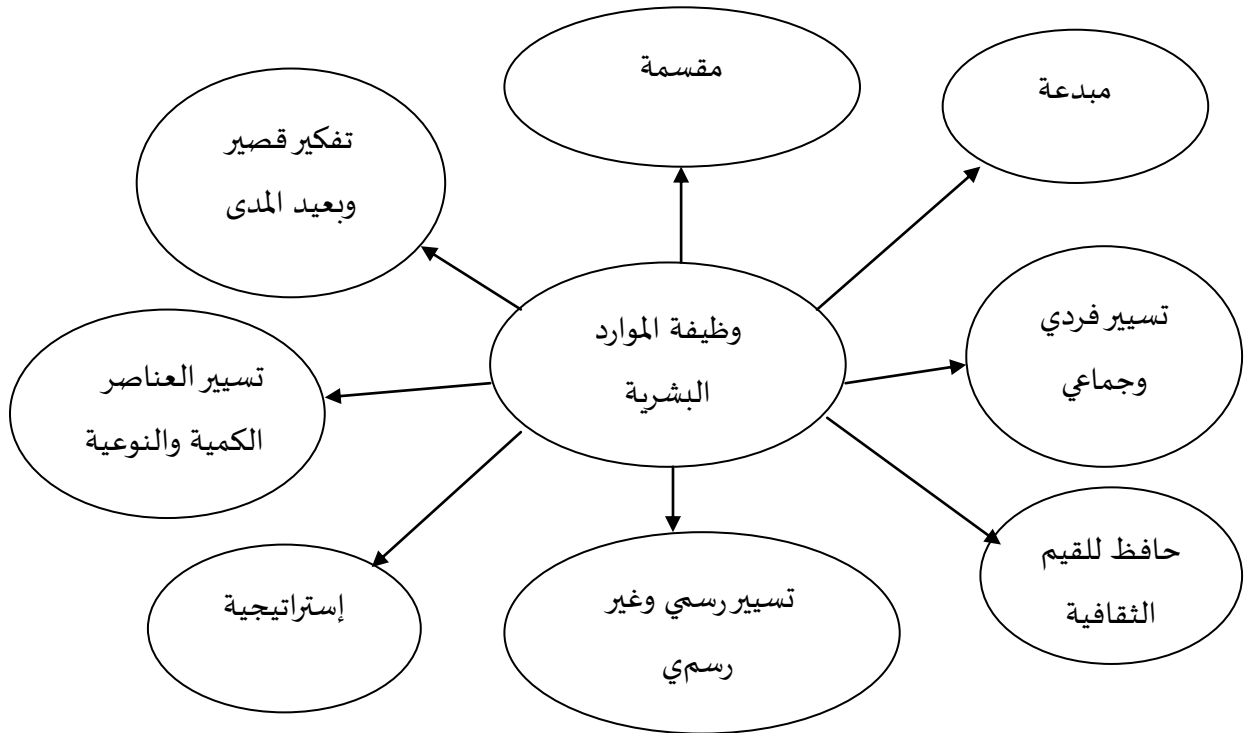 مقسمة
مبدعة
تفكير قصير
وبعيد المدى
وظيفة الموارد
البشرية
تسيير فردي
وجماعي
تسيير العناصر
الكمية والنوعية
حافظ للقيم
الثقافية
إستراتيجية
تسيير رسمي وغير
رسمي